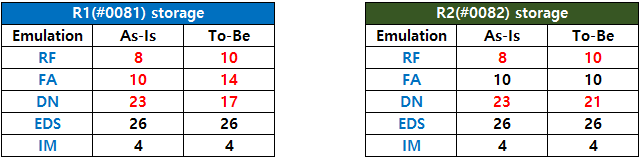 R1(#0081) storage
Emulation As-Is To-Be
RF 8 10
FA 10 14
DN 23 17
EDS 26 26
IM 4 4
R2(#0082) storage
Emulation As-Is To-Be
RF 8 10
FA 10 10
DN 23 21
EDS 26 26
IM 4 4